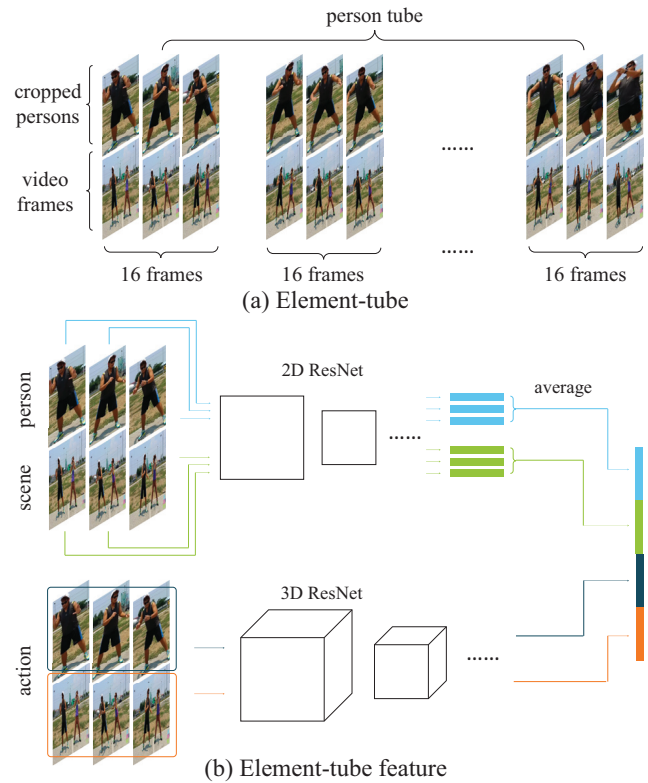 person tube
cropped
persons
......
video
frames
......
16 frames
16 frames
16 frames
(a) Element-tube
2D ResNet
average
person
......
scene
3D ResNet
action
......
(b) Element-tube feature